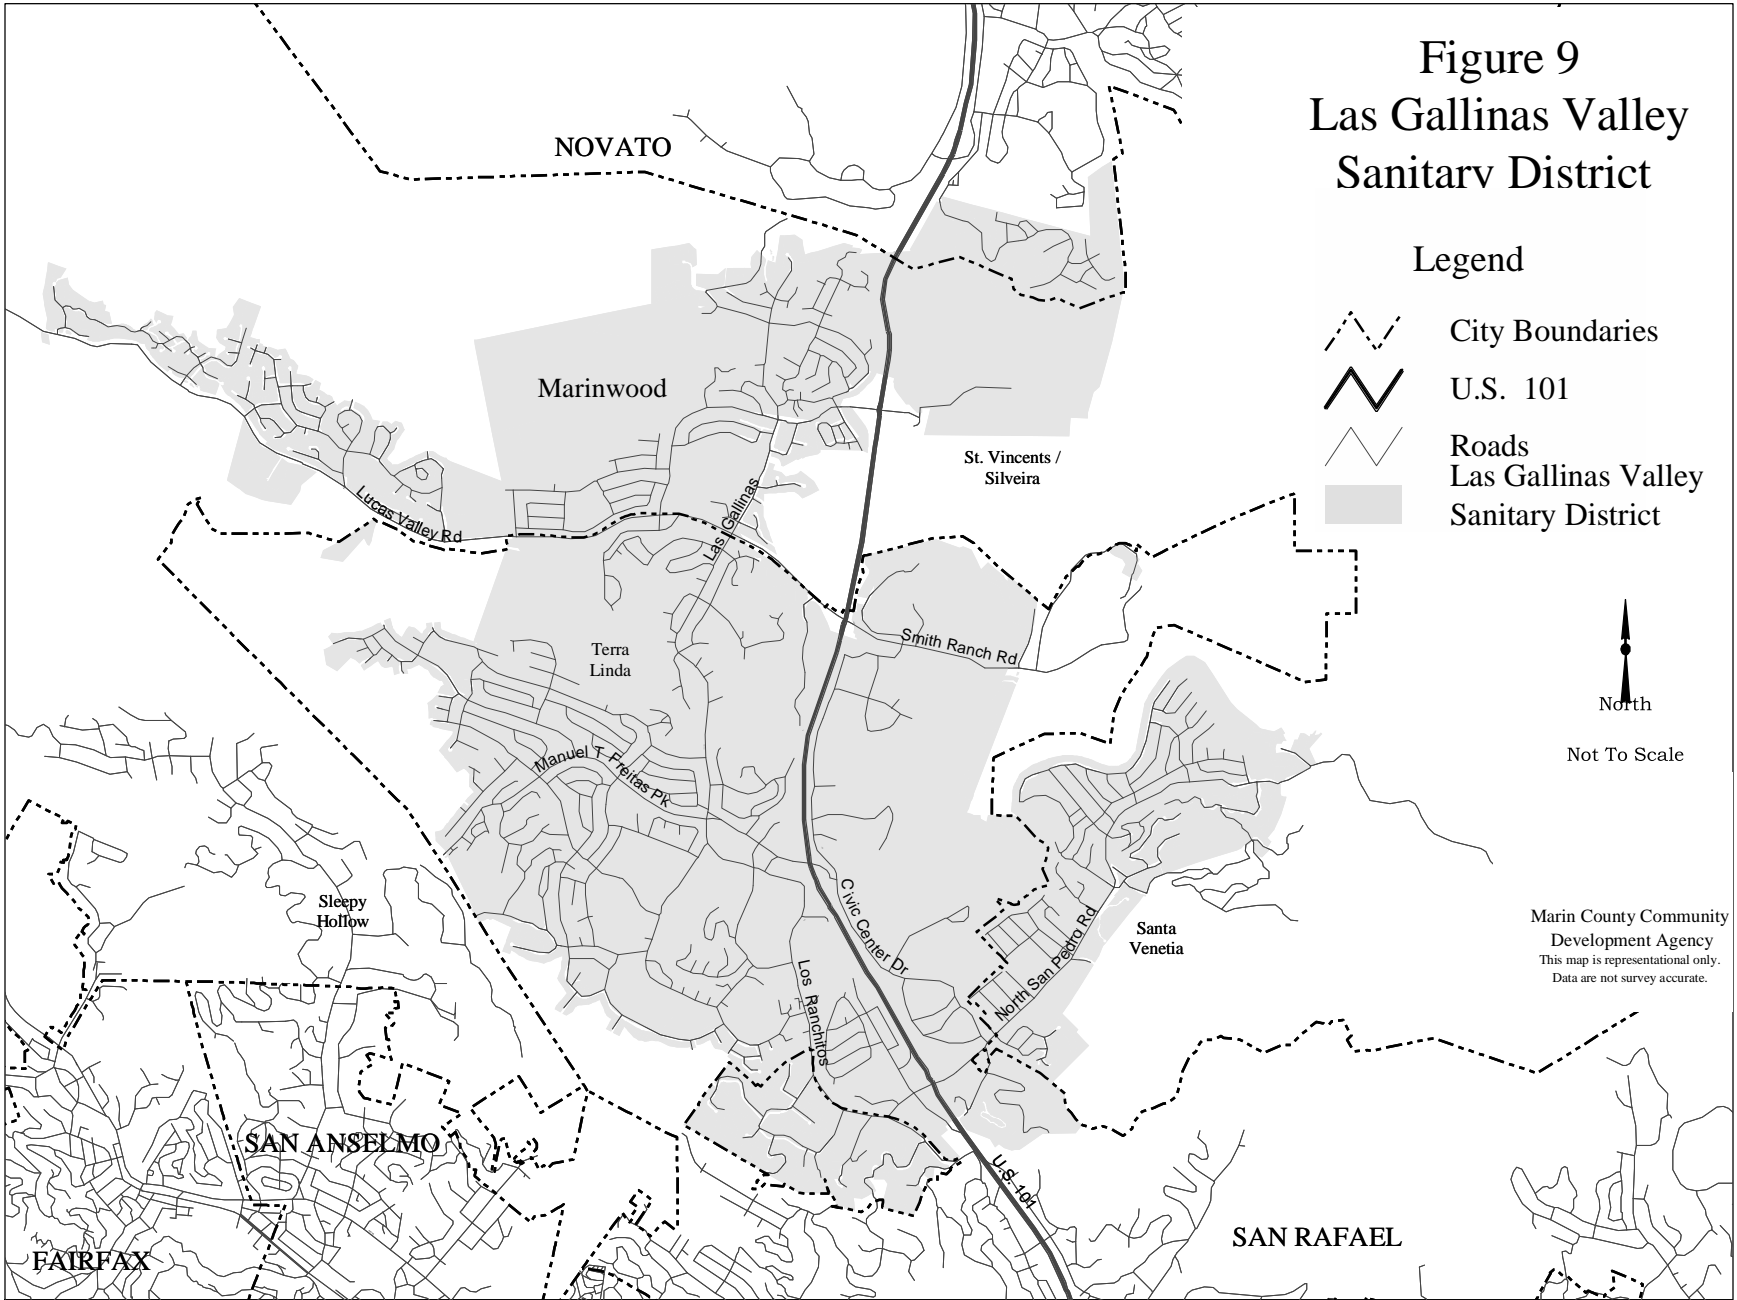 Figure 9
Las Gallinas Valley
Sanitary District
NOVATO
Legend
City Boundaries
U.S. 101
Roads
Las Gallinas Valley
Sanitary District
Marinwood
St. Vincents /
Silveira
Lucas Valley Rd
Las Gallinas
Smith Ranch Rd
Terra
Linda
North
Not To Scale
Manuel T Freitas Pk
Sleepy
Hollow
Civic Center Dr
North San Pedro Rd
Santa
Venetia
Los Ranchitos
Marin County Community
Development Agency
This map is representational only.
Data are not survey accurate.
SAN ANSELMO
U.S. 101
SAN RAFAEL
FAIRFAX